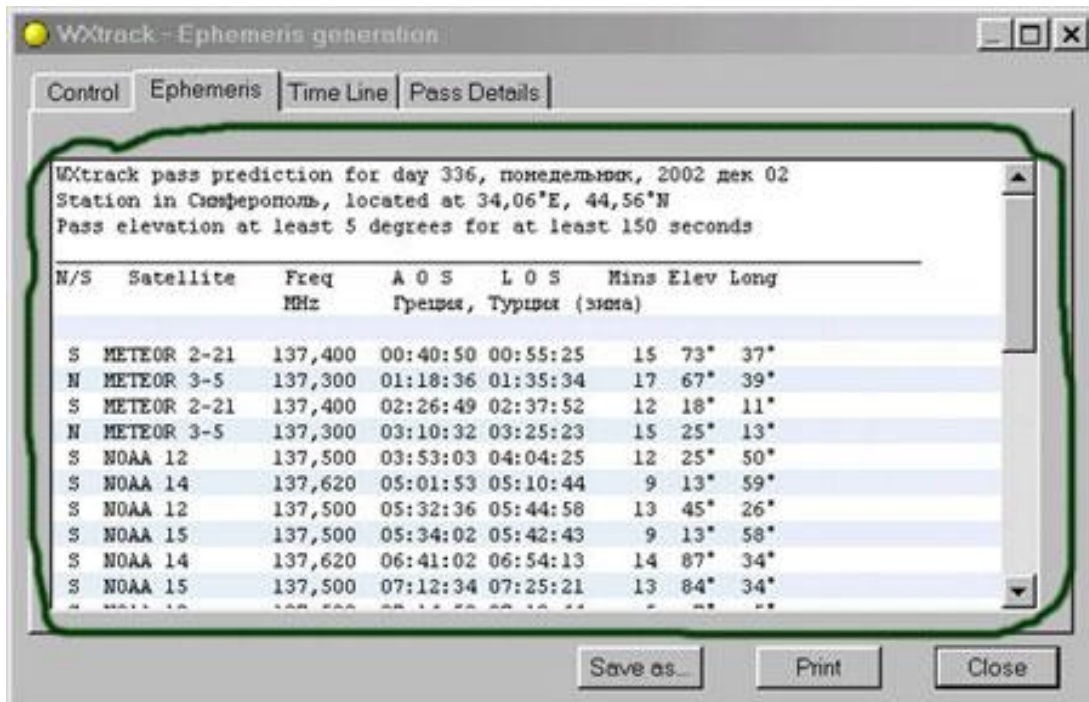 WXtrack - Ephemeris generation
Control Ephemeris Time Line Pass Details
WXtrack pass prediction for day 336, понедельник, 2002 дек 02
Station in Симферополь, located at 34,06°E, 44,56°N
Pass elevation at least 5 degrees for at least 150 seconds
N/S Satellite Freq A O S L O S Mins Elev Long
MHz Греция, Турция (зима)
S METEOR 2-21 137,400 00:40:50 00:55:25 15 73° 37°
N METEOR 3-5 137,300 01:18:36 01:35:34 17 67° 39°
S METEOR 2-21 137,400 02:26:49 02:37:52 12 18° 11°
N METEOR 3-5 137,300 03:10:32 03:25:23 15 25° 13°
S NOAA 12 137,500 03:53:03 04:04:25 12 25° 50°
S NOAA 14 137,620 05:01:53 05:10:44 9 13° 59°
S NOAA 12 137,500 05:32:36 05:44:58 13 45° 26°
S NOAA 15 137,500 05:34:02 05:42:43 9 13° 58°
S NOAA 14 137,620 06:41:02 06:54:13 14 87° 34°
S NOAA 15 137,500 07:12:34 07:25:21 13 84° 34°
Save as... Print Close